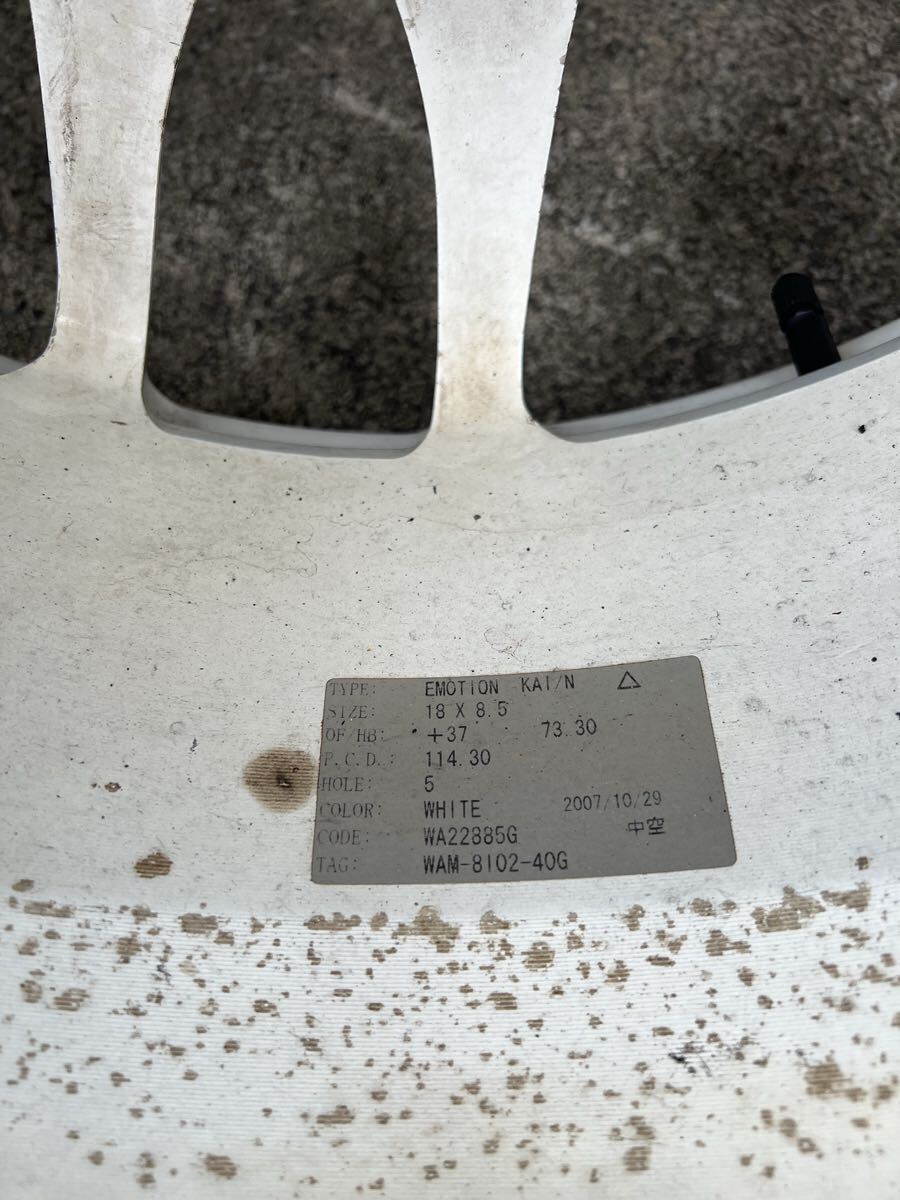 TYPE: EMOTION KAI/N △
SIZE: 18 X 8.5
OF/HB: +37 73.30
P.C.D.: 114.30
HOLE: 5
COLOR: WHITE 2007/10/29
CODE: WA22885G 中空
TAG: WAM-8102-40G